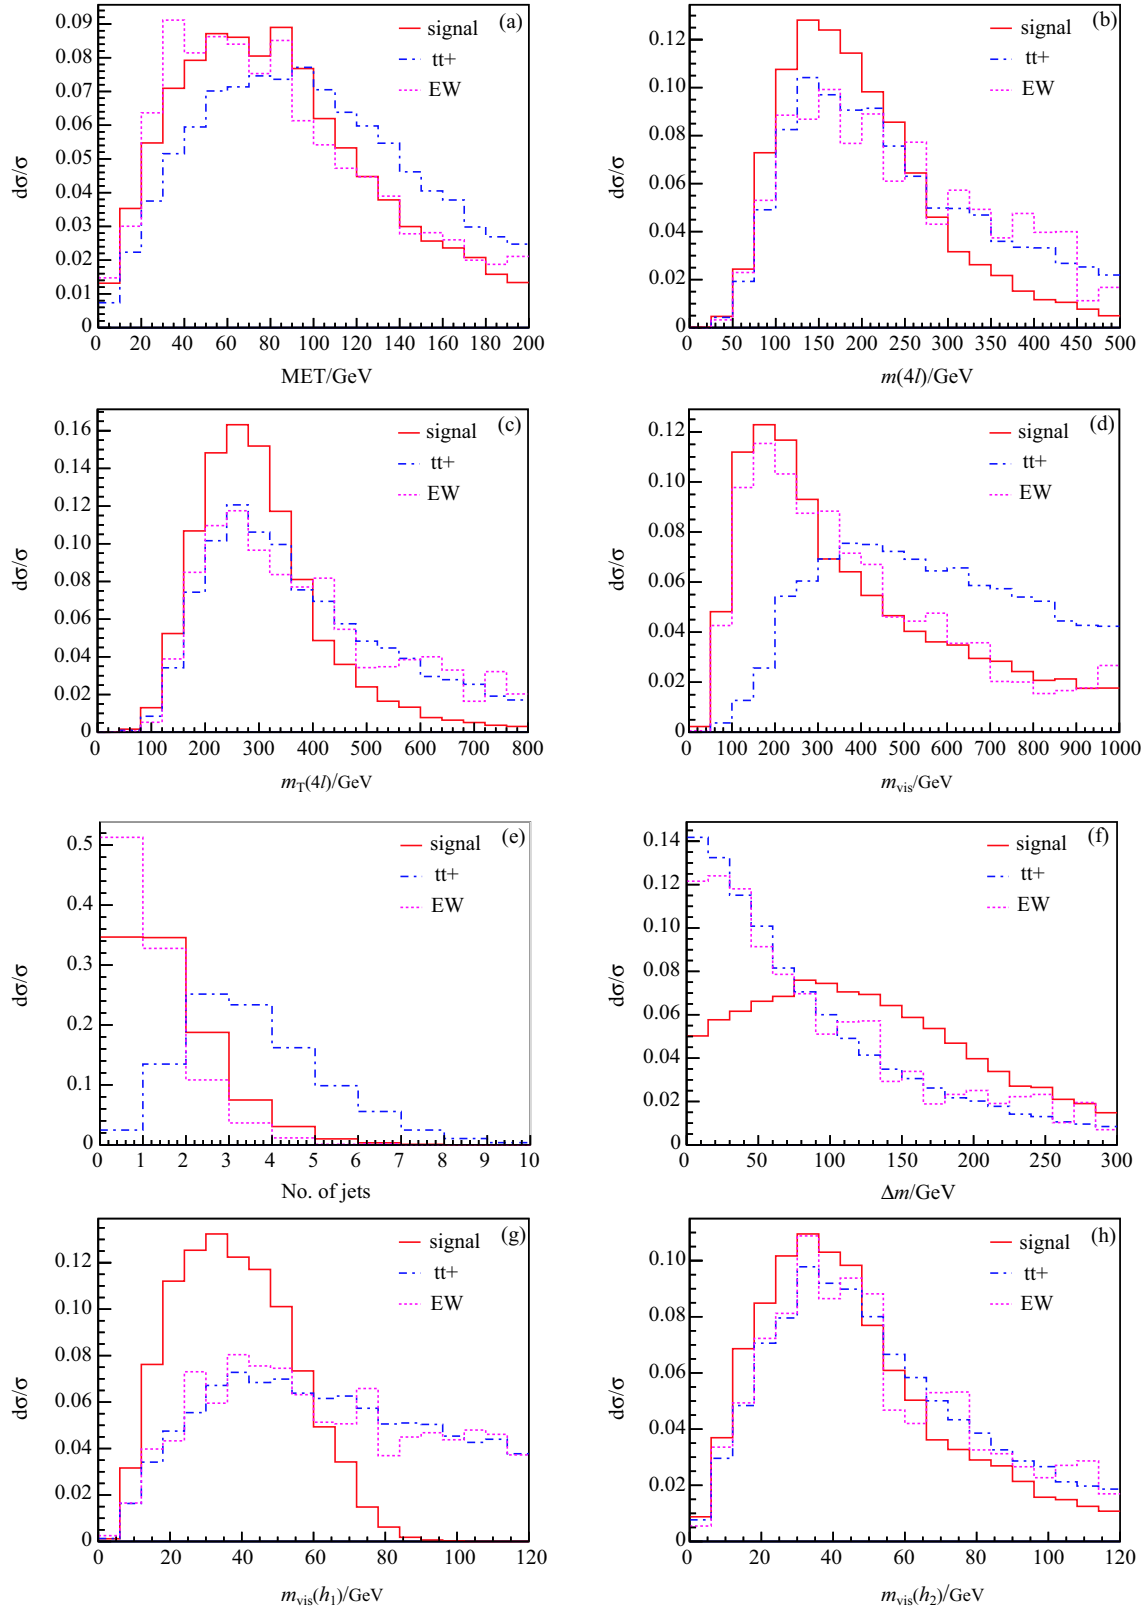 (a)
signal
tt+
EW
dσ/σ
0.09
0.08
0.07
0.06
0.05
0.04
0.03
0.02
0.01
0
0 20 40 60 80 100 120 140 160 180 200
MET/GeV
(b)
signal
tt+
EW
dσ/σ
0.12
0.10
0.08
0.06
0.04
0.02
0
0 50 100 150 200 250 300 350 400 450 500
m(4l)/GeV
(c)
signal
tt+
EW
dσ/σ
0.16
0.14
0.12
0.10
0.08
0.06
0.04
0.02
0
0 100 200 300 400 500 600 700 800
m_T(4l)/GeV
(d)
signal
tt+
EW
dσ/σ
0.12
0.10
0.08
0.06
0.04
0.02
0
0 100 200 300 400 500 600 700 800 900 1000
m_vis/GeV
(e)
signal
tt+
EW
dσ/σ
0.5
0.4
0.3
0.2
0.1
0
0 1 2 3 4 5 6 7 8 9 10
No. of jets
(f)
signal
tt+
EW
dσ/σ
0.14
0.12
0.10
0.08
0.06
0.04
0.02
0
0 50 100 150 200 250 300
Δm/GeV
(g)
signal
tt+
EW
dσ/σ
0.12
0.10
0.08
0.06
0.04
0.02
0
0 20 40 60 80 100 120
m_vis(h_1)/GeV
(h)
signal
tt+
EW
dσ/σ
0.10
0.08
0.06
0.04
0.02
0
0 20 40 60 80 100 120
m_vis(h_2)/GeV